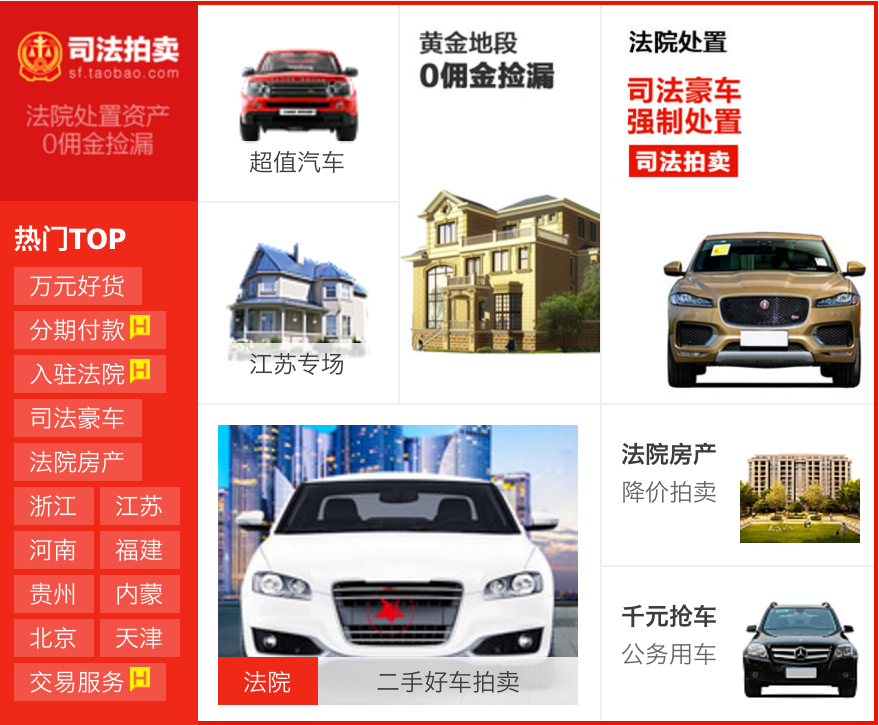 司法拍卖
sf.taobao.com
法院处置资产
0佣金捡漏
热门TOP
万元好货
分期付款 H
入驻法院 H
司法豪车
法院房产
浙江 江苏
河南 福建
贵州 内蒙
北京 天津
交易服务 H
超值汽车
江苏专场
黄金地段
0佣金捡漏
法院处置
司法豪车
强制处置
司法拍卖
法院 二手好车拍卖
法院房产
降价拍卖
千元抢车
公务用车